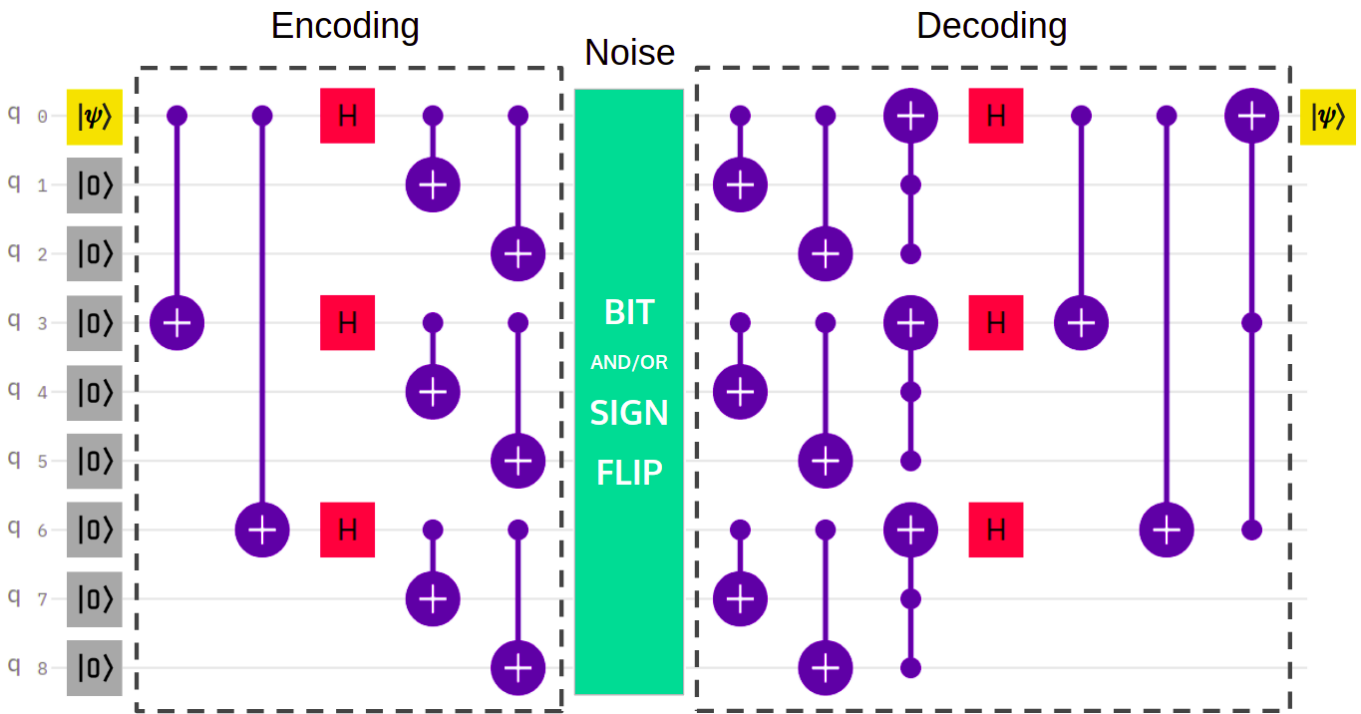 Encoding
Noise
Decoding
q 0 |ψ⟩ H H |ψ⟩
q 1 |0⟩
q 2 |0⟩
q 3 |0⟩ H H
q 4 |0⟩
q 5 |0⟩
q 6 |0⟩ H H
q 7 |0⟩
q 8 |0⟩
BIT
AND/OR
SIGN
FLIP